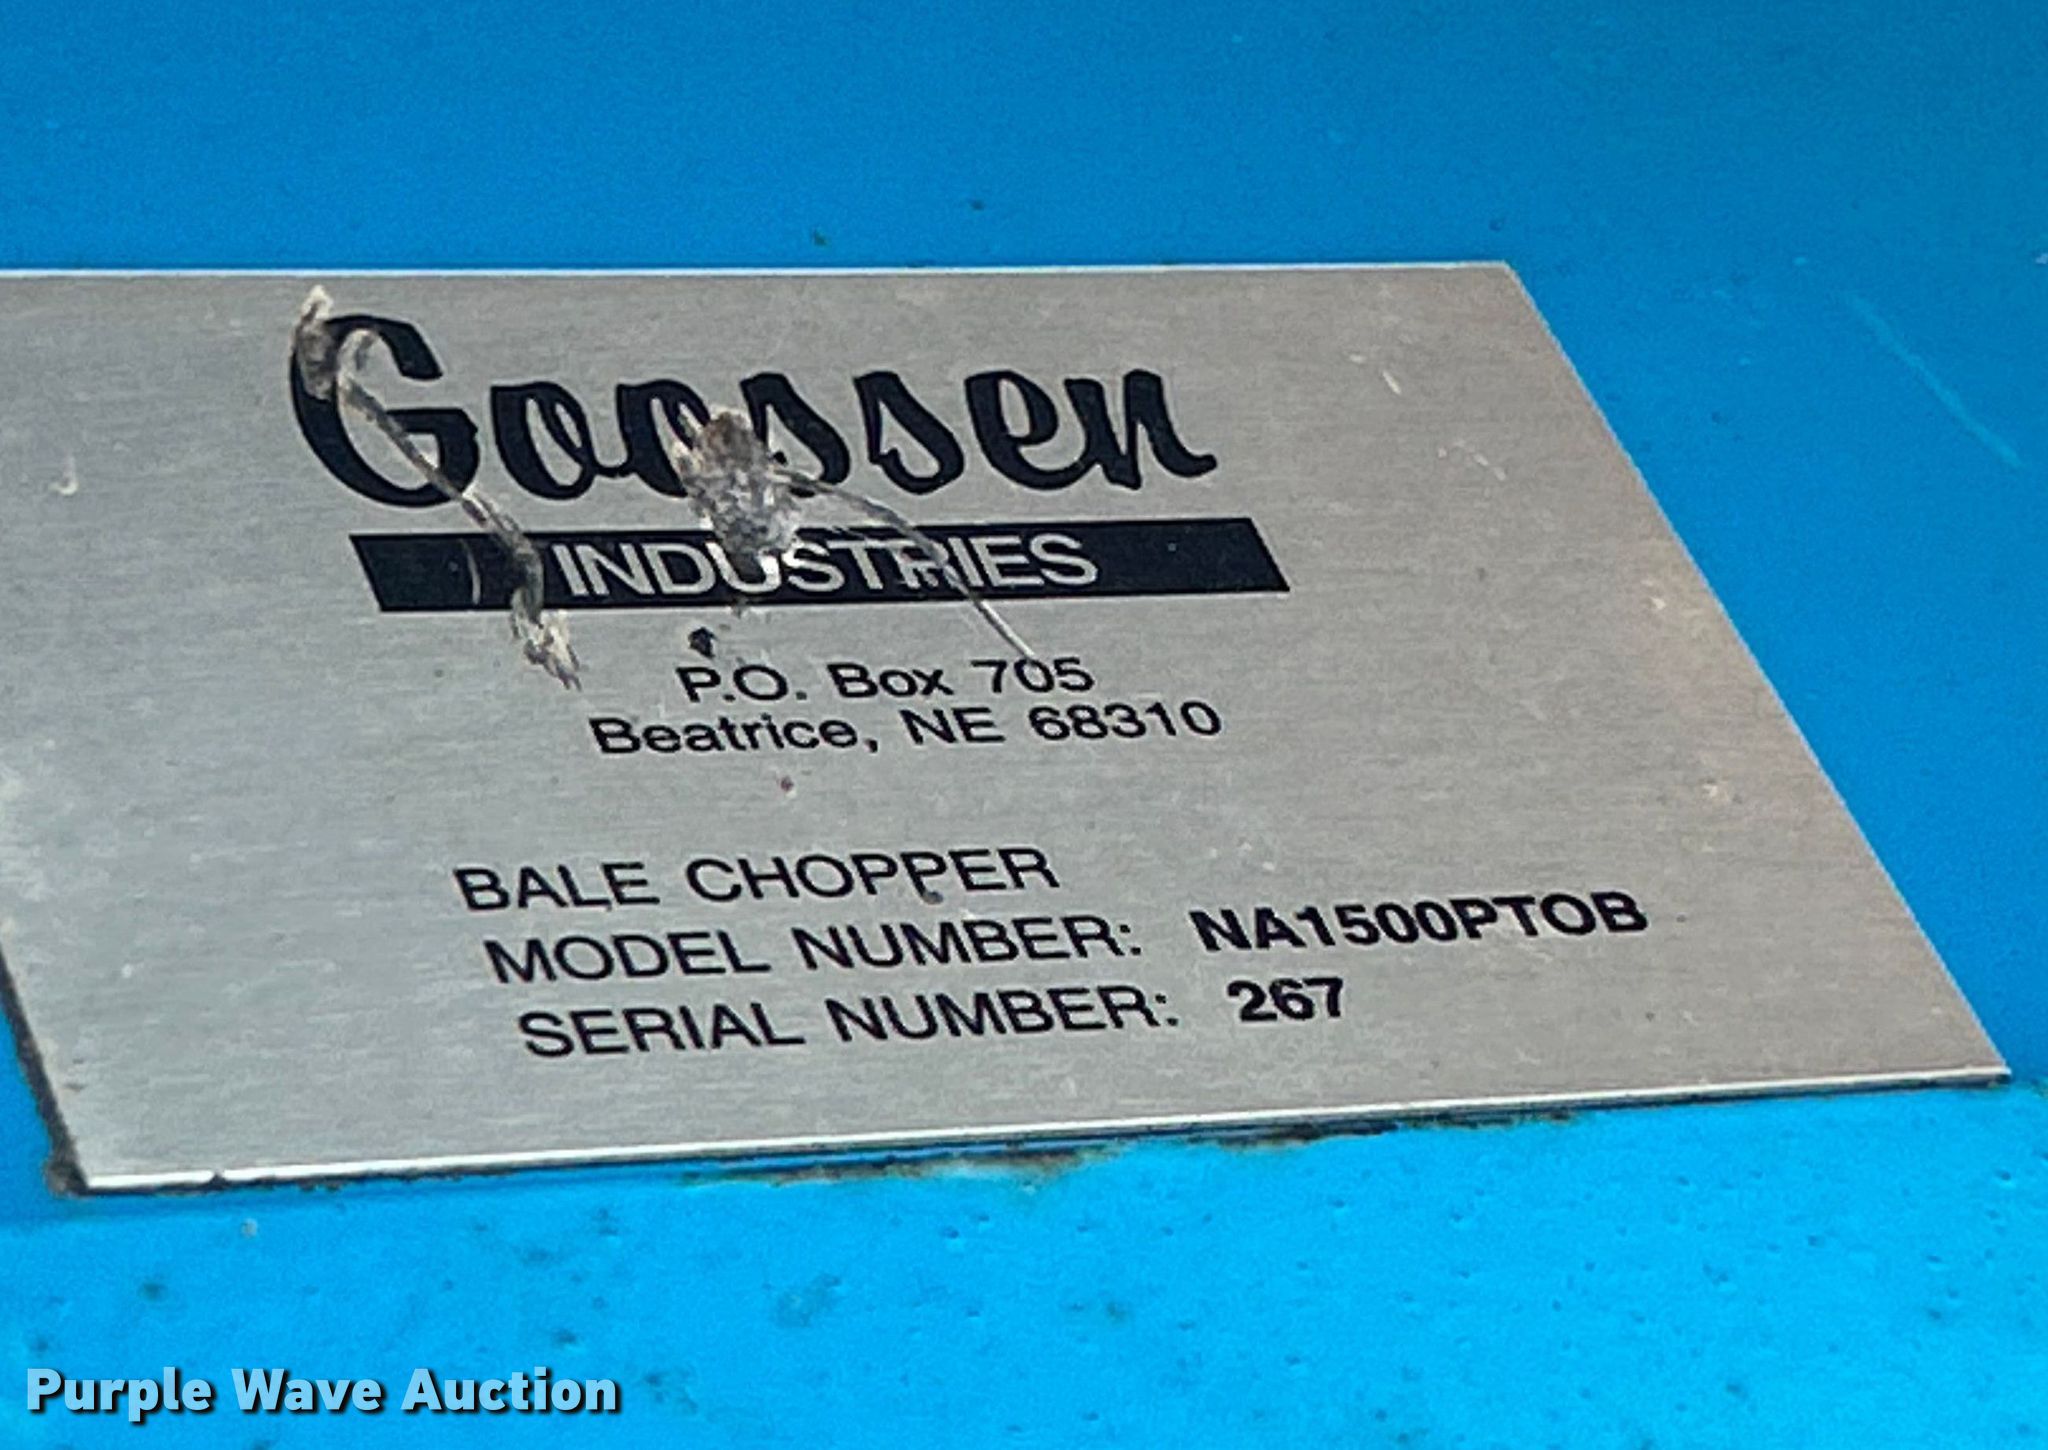 Goossen
INDUSTRIES
P.O. Box 705
Beatrice, NE 68310
BALE CHOPPER
MODEL NUMBER: NA1500PTOB
SERIAL NUMBER: 267
Purple Wave Auction